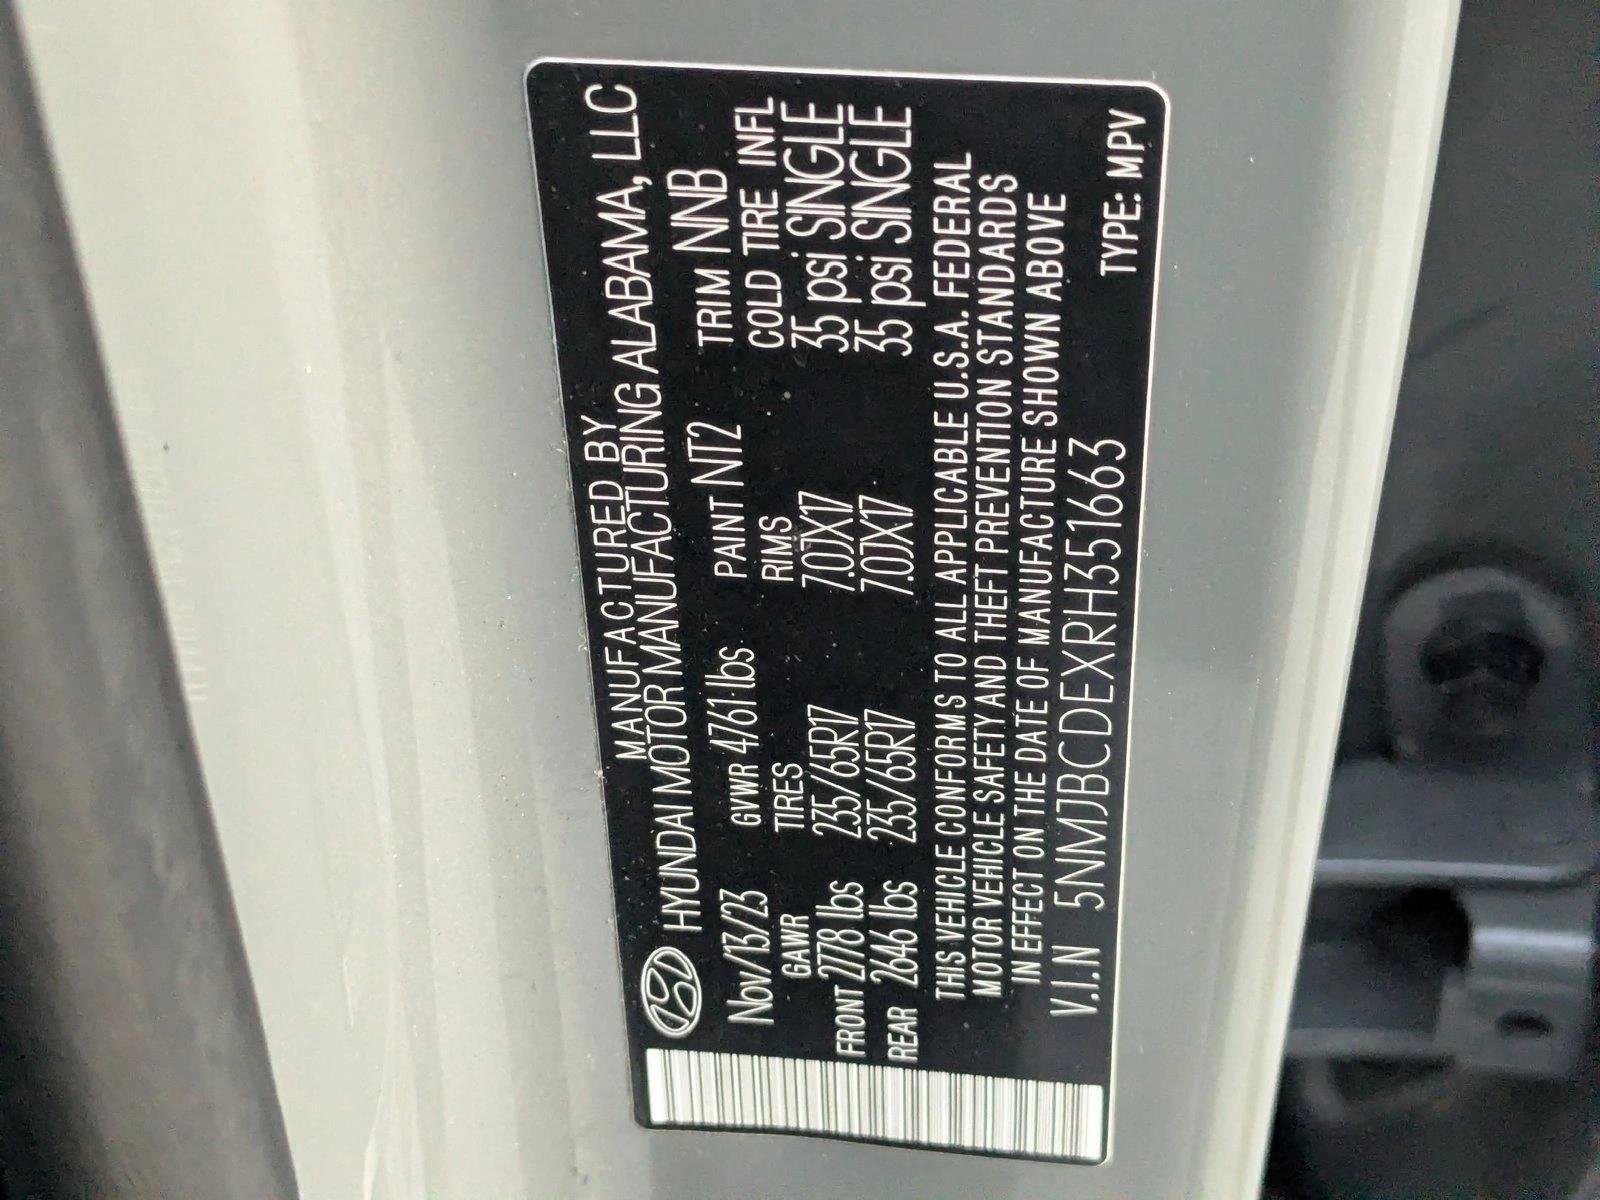 MANUFACTURED BY
HYUNDAI MOTOR MANUFACTURING ALABAMA, LLC
Nov/13/23 GVWR 4761 lbs PAINT NT2 TRIM NNB
GAWR TIRES RIMS COLD TIRE INFL
FRONT 2778 lbs 235/65R17 7.0JX17 35 psi SINGLE
REAR 2646 lbs 235/65R17 7.0JX17 35 psi SINGLE
THIS VEHICLE CONFORMS TO ALL APPLICABLE U.S.A. FEDERAL
MOTOR VEHICLE SAFETY AND THEFT PREVENTION STANDARDS
IN EFFECT ON THE DATE OF MANUFACTURE SHOWN ABOVE
V.I.N 5NMJBCDEXRH351663 TYPE: MPV